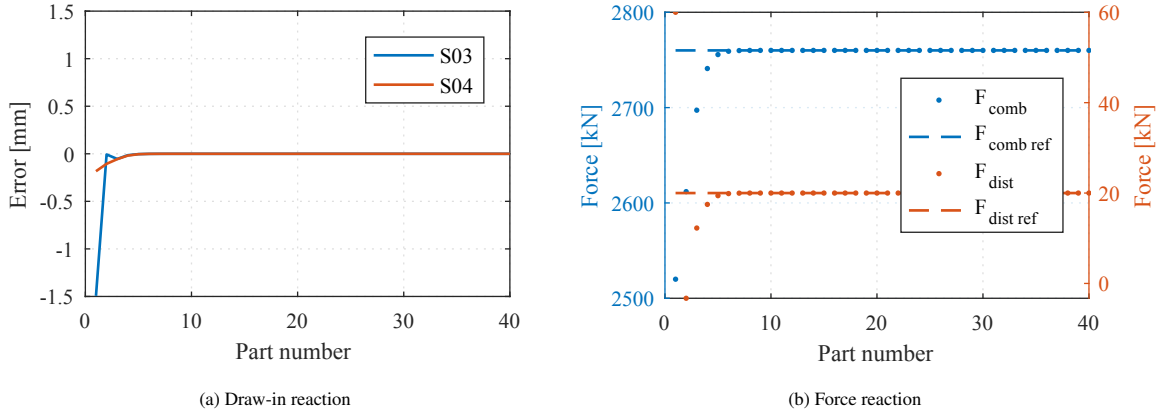 1.5
1
0.5
0
-0.5
-1
-1.5
Error [mm]
S03
S04
0 10 20 30 40
Part number
(a) Draw-in reaction
2800
2700
2600
2500
Force [kN]
F_comb
F_comb ref
F_dist
F_dist ref
60
40
20
0
Force [kN]
0 10 20 30 40
Part number
(b) Force reaction